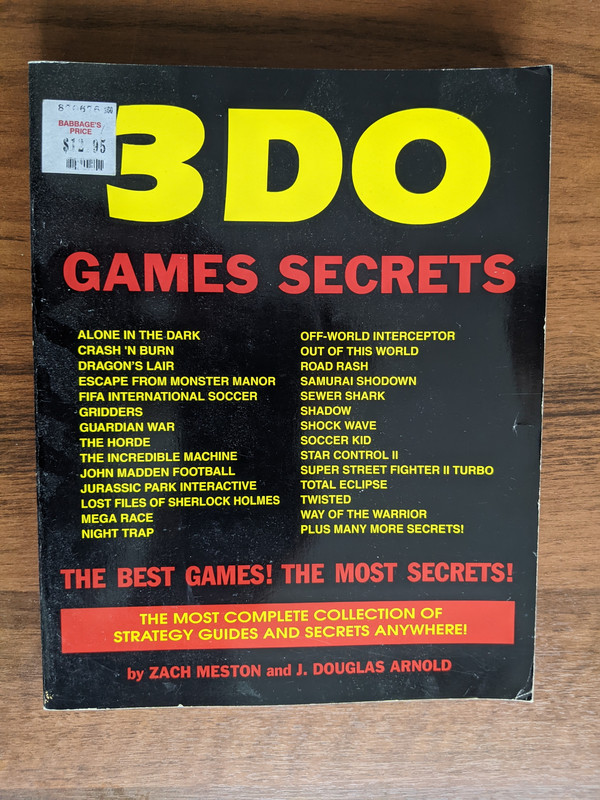 BABBAGE'S
PRICE
$12.95
3DO
GAMES SECRETS
ALONE IN THE DARK
CRASH 'N BURN
DRAGON'S LAIR
ESCAPE FROM MONSTER MANOR
FIFA INTERNATIONAL SOCCER
GRIDDERS
GUARDIAN WAR
THE HORDE
THE INCREDIBLE MACHINE
JOHN MADDEN FOOTBALL
JURASSIC PARK INTERACTIVE
LOST FILES OF SHERLOCK HOLMES
MEGA RACE
NIGHT TRAP
OFF-WORLD INTERCEPTOR
OUT OF THIS WORLD
ROAD RASH
SAMURAI SHODOWN
SEWER SHARK
SHADOW
SHOCK WAVE
SOCCER KID
STAR CONTROL II
SUPER STREET FIGHTER II TURBO
TOTAL ECLIPSE
TWISTED
WAY OF THE WARRIOR
PLUS MANY MORE SECRETS!
THE BEST GAMES! THE MOST SECRETS!
THE MOST COMPLETE COLLECTION OF
STRATEGY GUIDES AND SECRETS ANYWHERE!
by ZACH MESTON and J. DOUGLAS ARNOLD